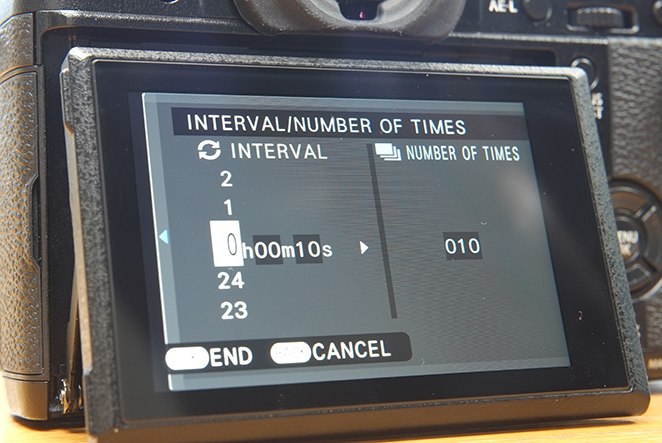 AE-L
INTERVAL/NUMBER OF TIMES
INTERVAL
NUMBER OF TIMES
2
1
0h00m10s
010
24
23
END
CANCEL